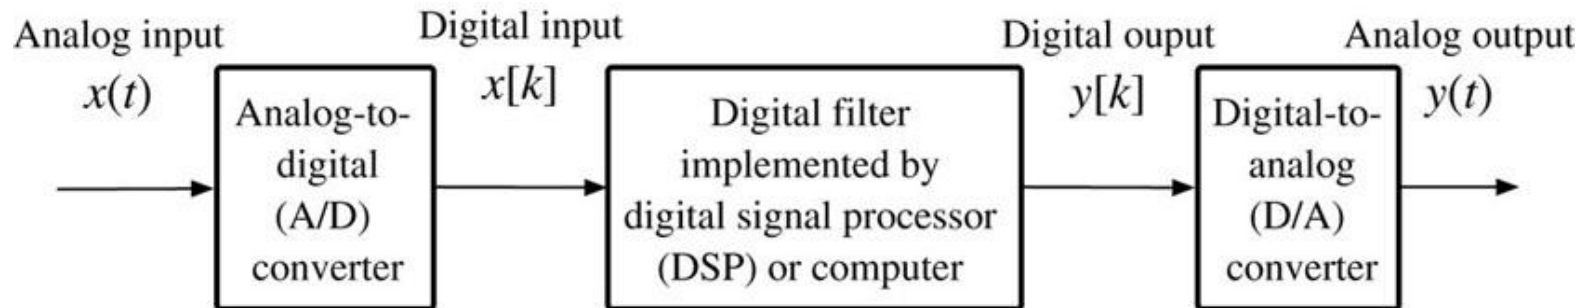 Analog input
x(t)
Analog-to-
digital
(A/D)
converter
Digital input
x[k]
Digital filter
implemented by
digital signal processor
(DSP) or computer
Digital ouput
y[k]
Digital-to-
analog
(D/A)
converter
Analog output
y(t)